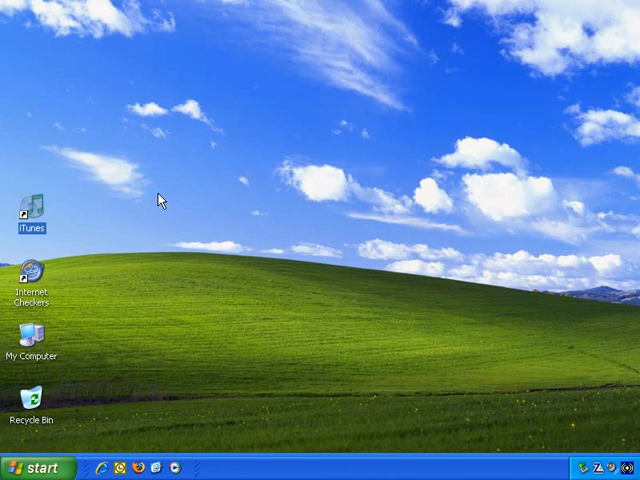 iTunes
Internet
Checkers
My Computer
Recycle Bin
start